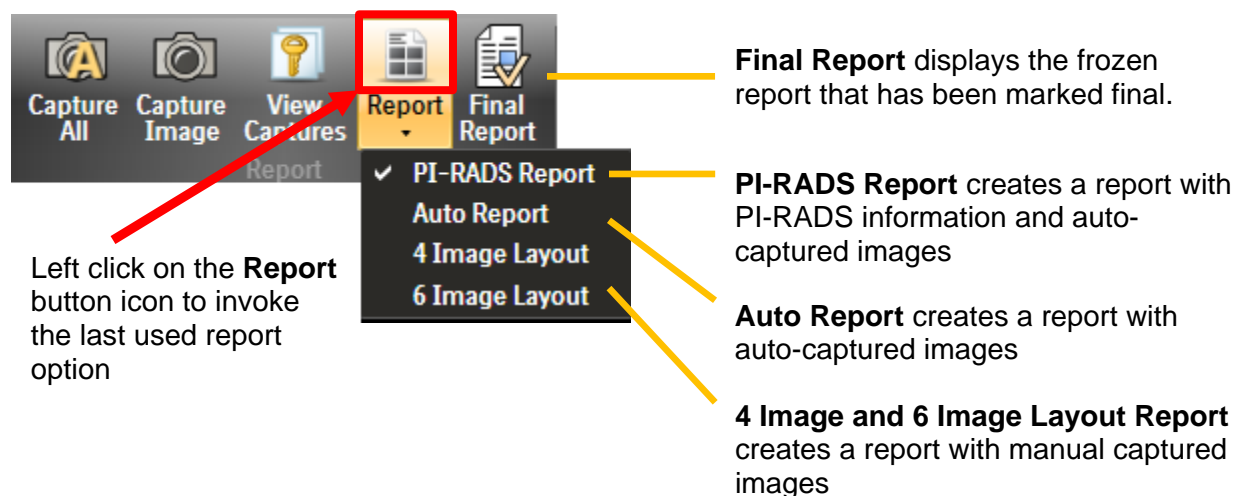 Capture All
Capture Image
View Captures
Report
Final Report
Report
✓ PI-RADS Report
Auto Report
4 Image Layout
6 Image Layout
Left click on the Report
button icon to invoke
the last used report
option
Final Report displays the frozen
report that has been marked final.
PI-RADS Report creates a report with
PI-RADS information and auto-
captured images
Auto Report creates a report with
auto-captured images
4 Image and 6 Image Layout Report
creates a report with manual captured
images